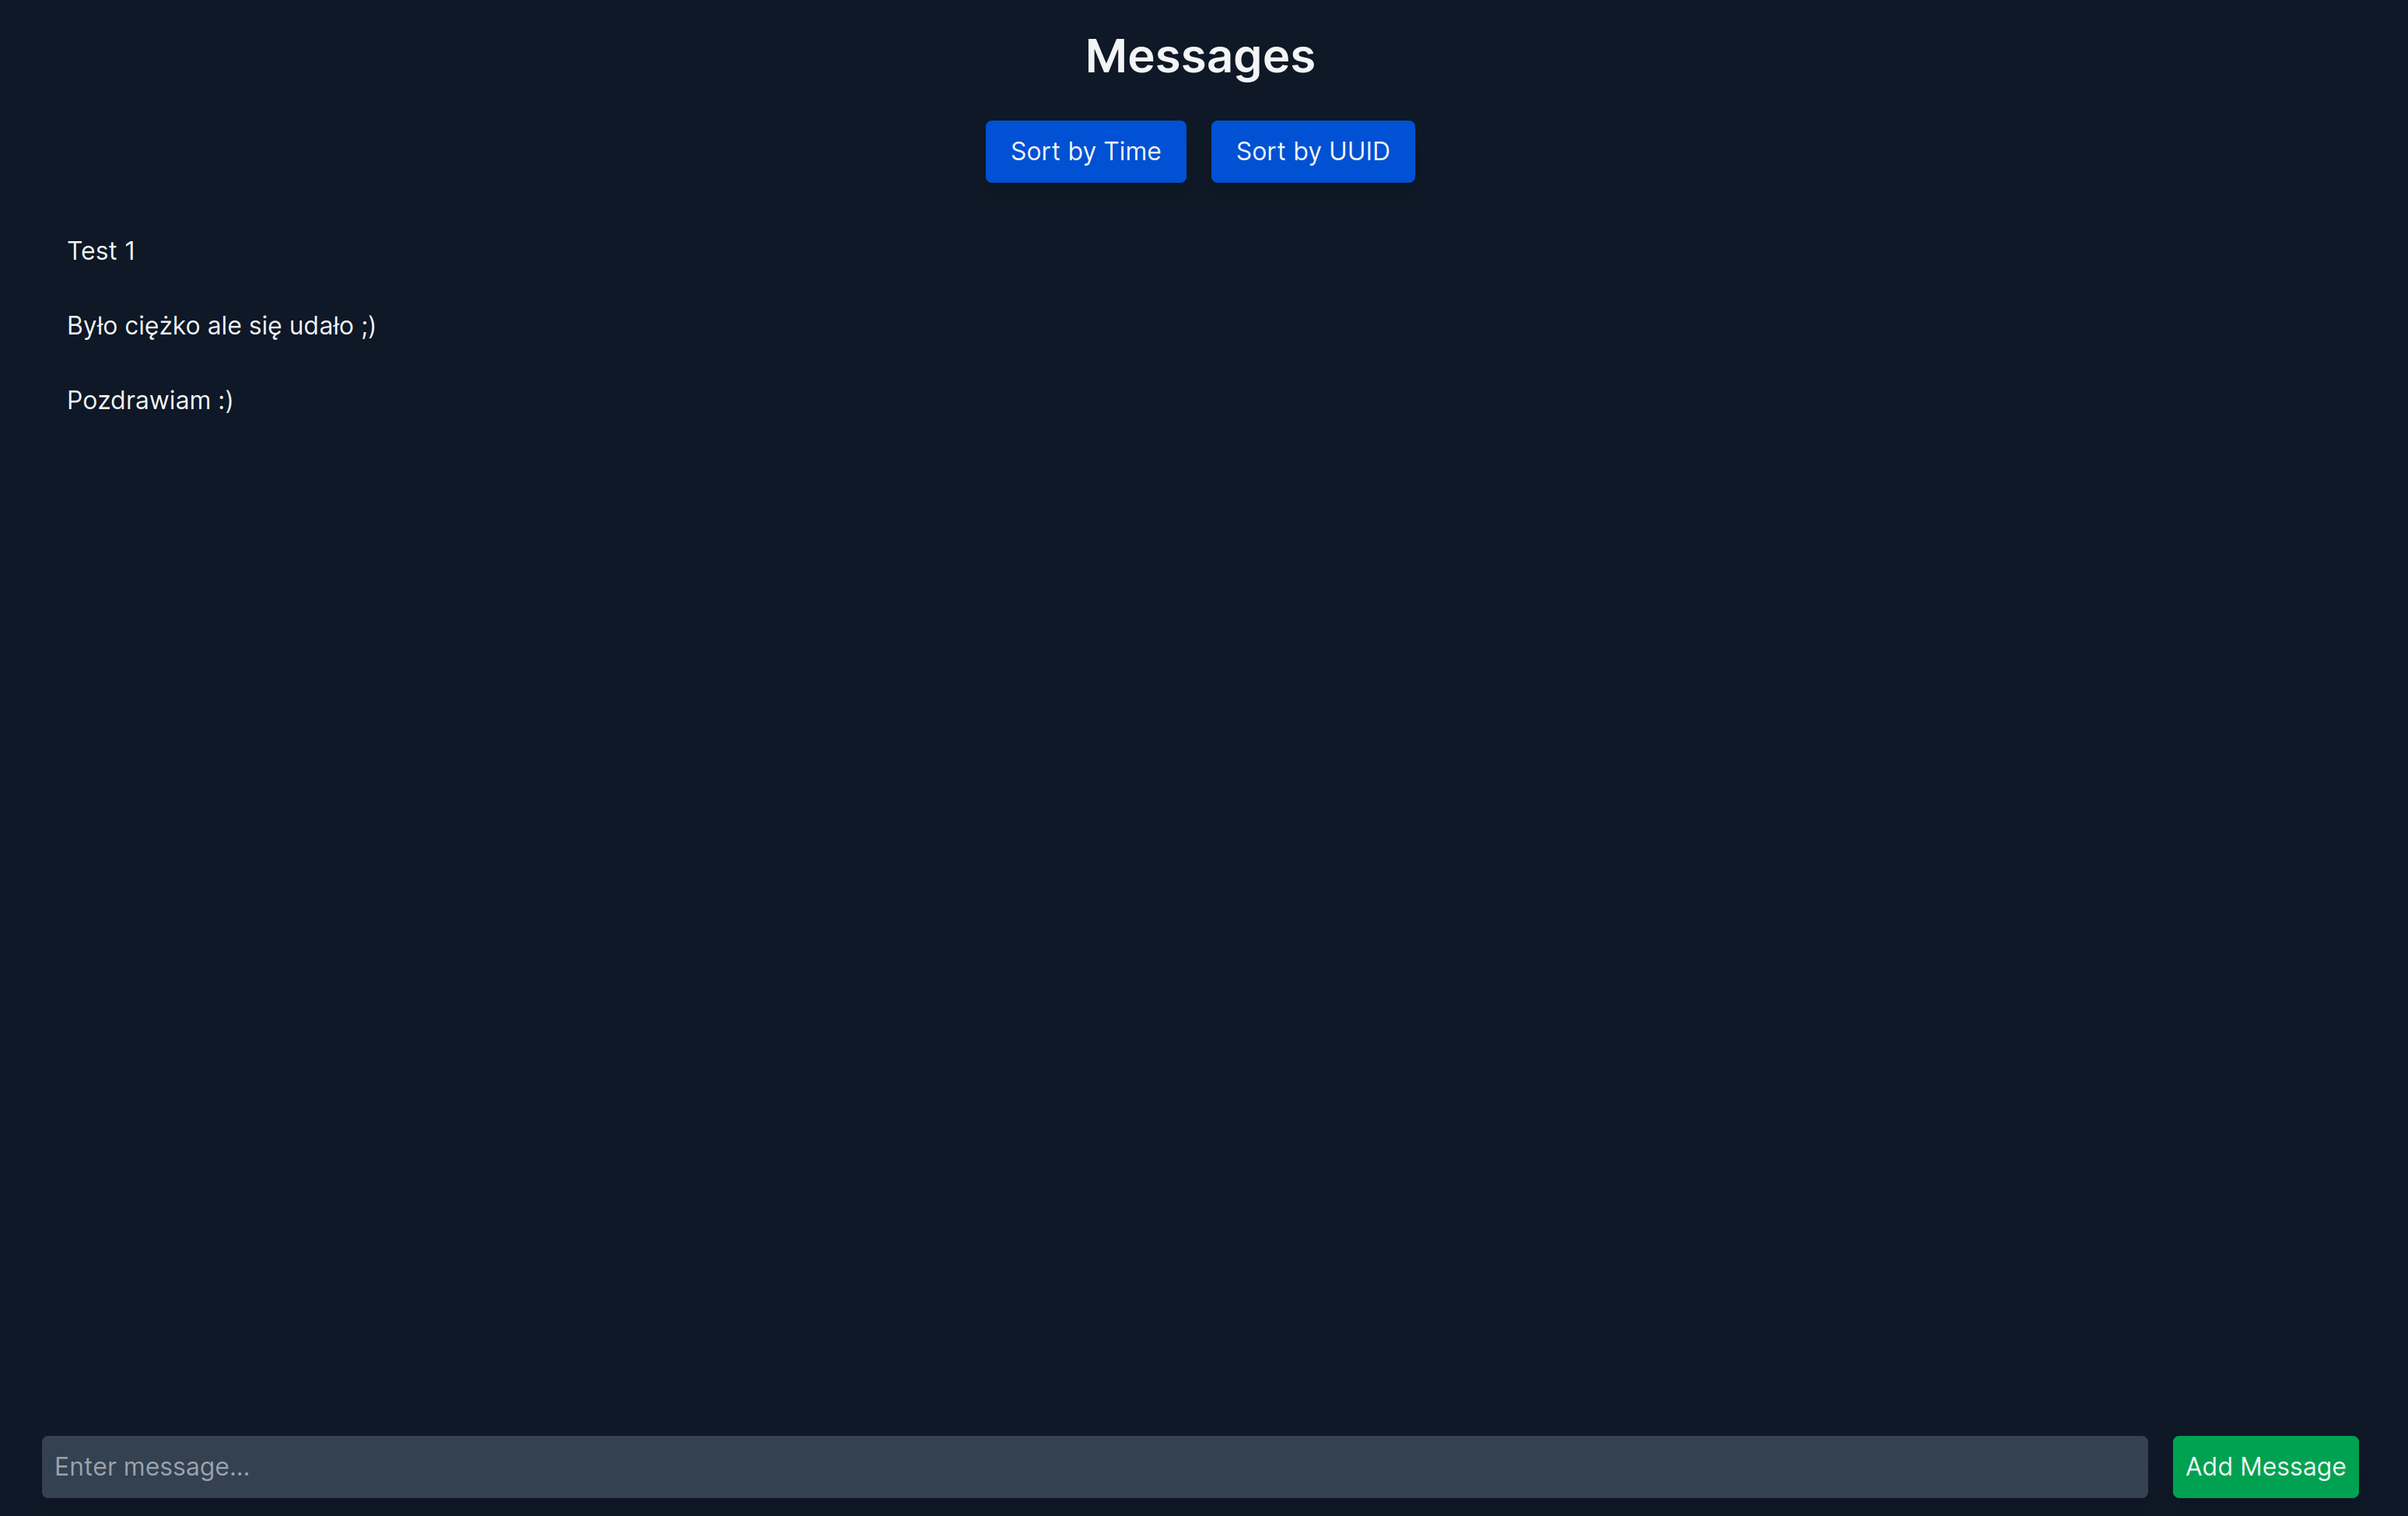 Messages
Sort by Time Sort by UUID
Test 1
Było ciężko ale się udało ;)
Pozdrawiam :)
Enter message... Add Message